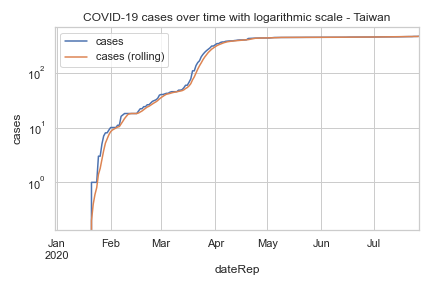 COVID-19 cases over time with logarithmic scale - Taiwan
cases
cases (rolling)
10²
10¹
10⁰
cases
Jan
2020
Feb
Mar
Apr
May
Jun
Jul
dateRep